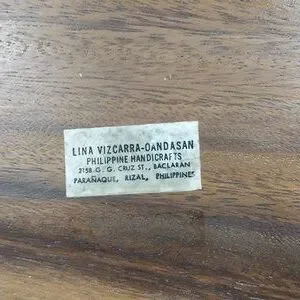 LINA VIZCARRA-OANDASAN
PHILIPPINE HANDICRAFTS
2158 G. G. CRUZ ST., BACLARAN
PARAÑAQUE, RIZAL, PHILIPPINES